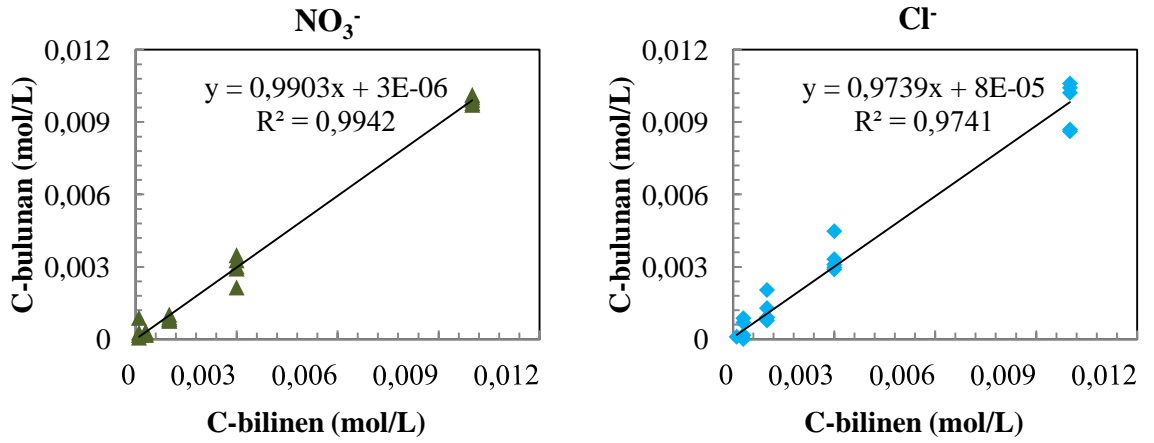 NO₃⁻
0,012
0,009
0,006
0,003
0
y = 0,9903x + 3E-06
R² = 0,9942
C-bulunan (mol/L)
0 0,003 0,006 0,009 0,012
C-bilinen (mol/L)
Cl⁻
0,012
0,009
0,006
0,003
0
y = 0,9739x + 8E-05
R² = 0,9741
C-bulunan (mol/L)
0 0,003 0,006 0,009 0,012
C-bilinen (mol/L)